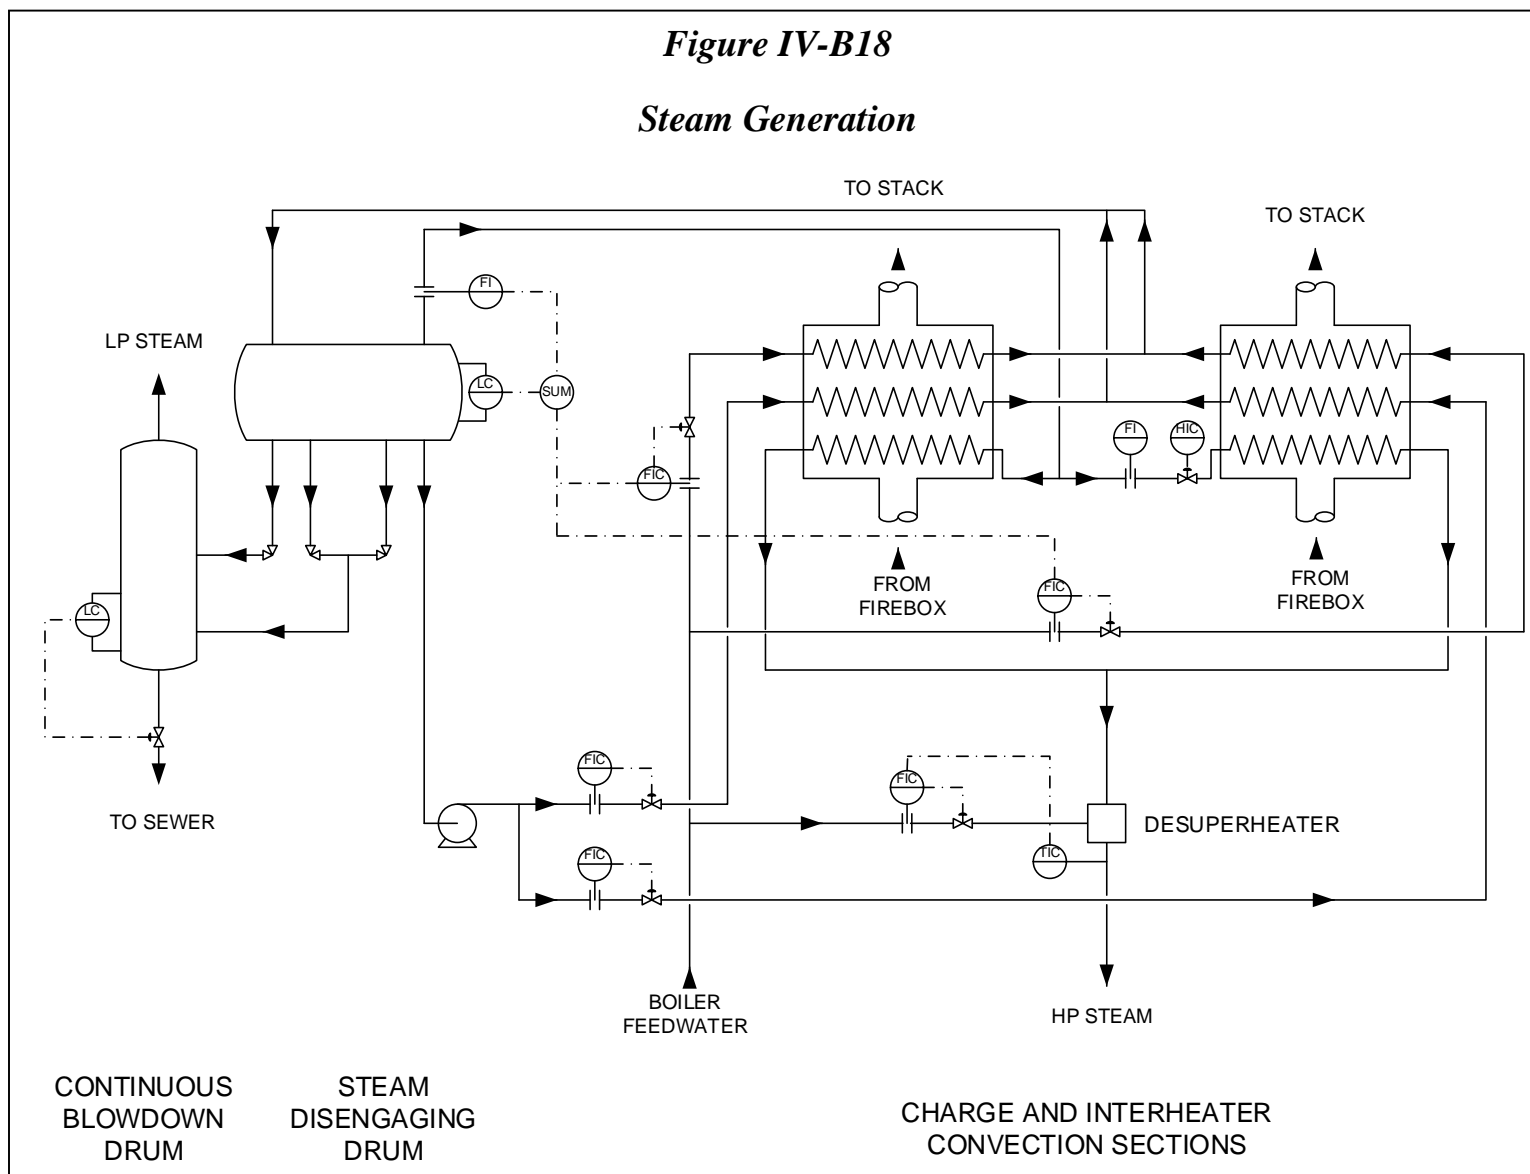 Figure IV-B18
Steam Generation
TO STACK
TO STACK
FI
LP STEAM
LC
SUM
FI
HIC
FIC
FROM
FIREBOX
FROM
FIREBOX
FIC
LC
FIC
FIC
TO SEWER
DESUPERHEATER
FIC
TIC
BOILER
FEEDWATER
HP STEAM
CONTINUOUS
BLOWDOWN
DRUM
STEAM
DISENGAGING
DRUM
CHARGE AND INTERHEATER
CONVECTION SECTIONS